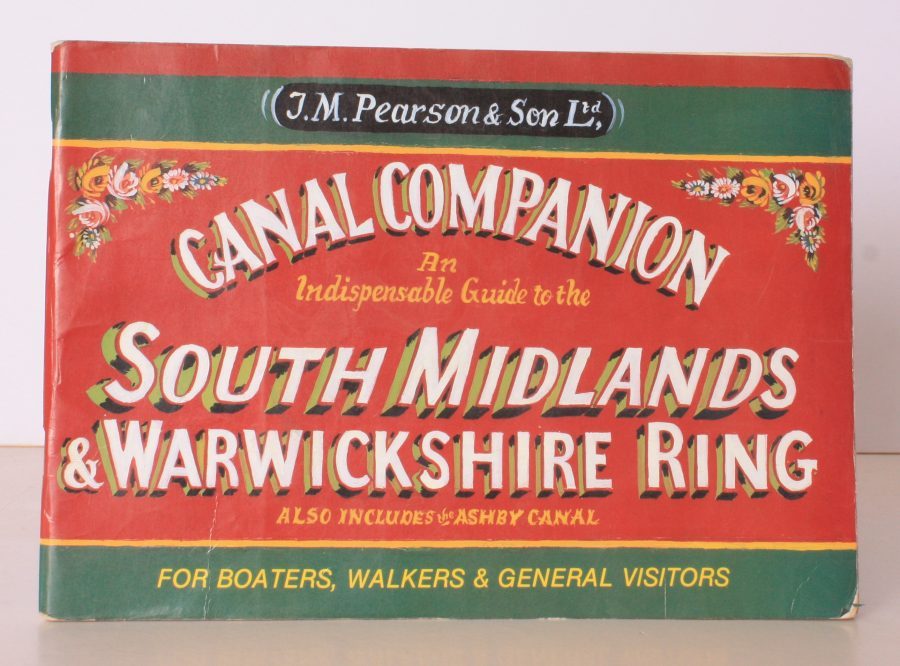 J.M. Pearson & Son Ltd,
CANAL COMPANION
An
Indispensable Guide to the
SOUTH MIDLANDS
& WARWICKSHIRE RING
ALSO INCLUDES the ASHBY CANAL
FOR BOATERS, WALKERS & GENERAL VISITORS